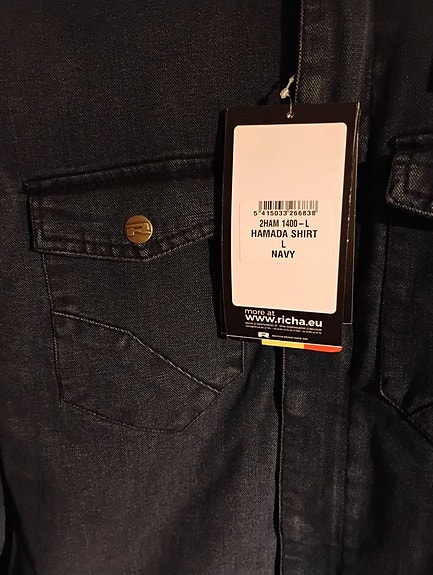 R
5 415033 266838
2HAM 1400-L
HAMADA SHIRT
L
NAVY
more at
www.richa.eu
R